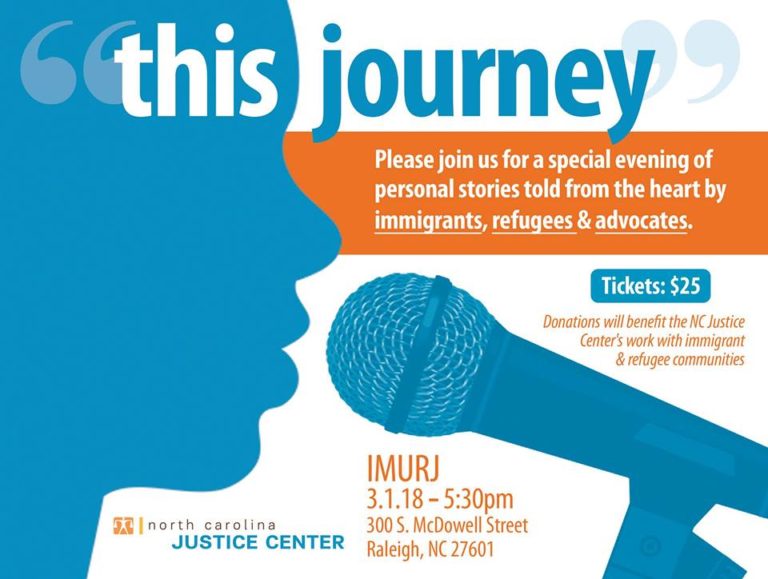 “this journey”
Please join us for a special evening of
personal stories told from the heart by
immigrants, refugees & advocates.
Tickets: $25
Donations will benefit the NC Justice
Center's work with immigrant
& refugee communities
IMURJ
3.1.18 – 5:30pm
300 S. McDowell Street
Raleigh, NC 27601
north carolina
JUSTICE CENTER